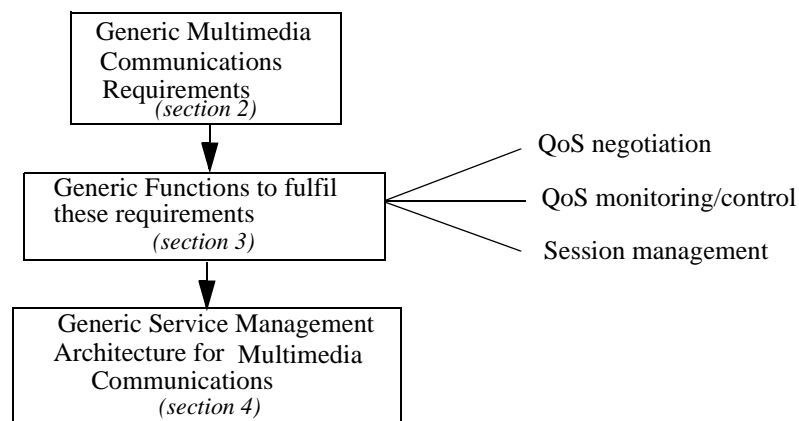 Generic Multimedia
Communications
Requirements
(section 2)
Generic Functions to fulfil
these requirements
(section 3)
QoS negotiation
QoS monitoring/control
Session management
Generic Service Management
Architecture for Multimedia
Communications
(section 4)